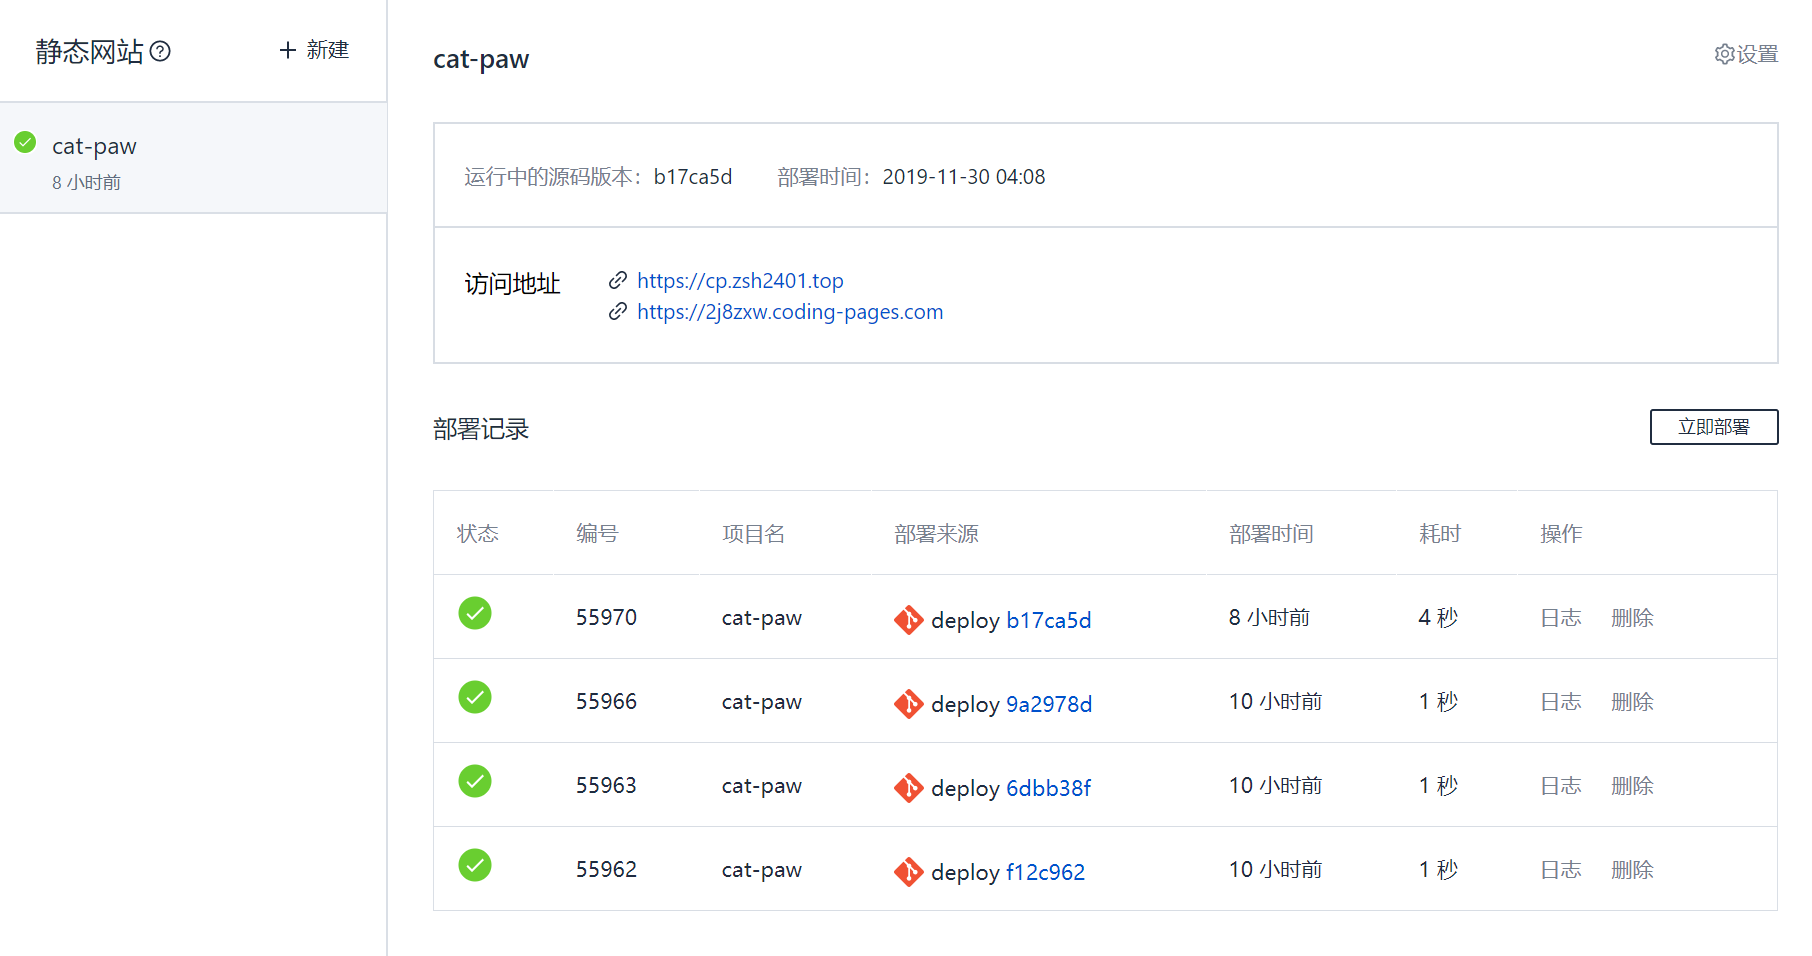 静态网站 新建
cat-paw
8 小时前
cat-paw
设置
运行中的源码版本：b17ca5d 部署时间：2019-11-30 04:08
访问地址
https://cp.zsh2401.top
https://2j8zxw.coding-pages.com
部署记录
立即部署
状态 编号 项目名 部署来源 部署时间 耗时 操作
55970 cat-paw deploy b17ca5d 8 小时前 4 秒 日志 删除
55966 cat-paw deploy 9a2978d 10 小时前 1 秒 日志 删除
55963 cat-paw deploy 6dbb38f 10 小时前 1 秒 日志 删除
55962 cat-paw deploy f12c962 10 小时前 1 秒 日志 删除